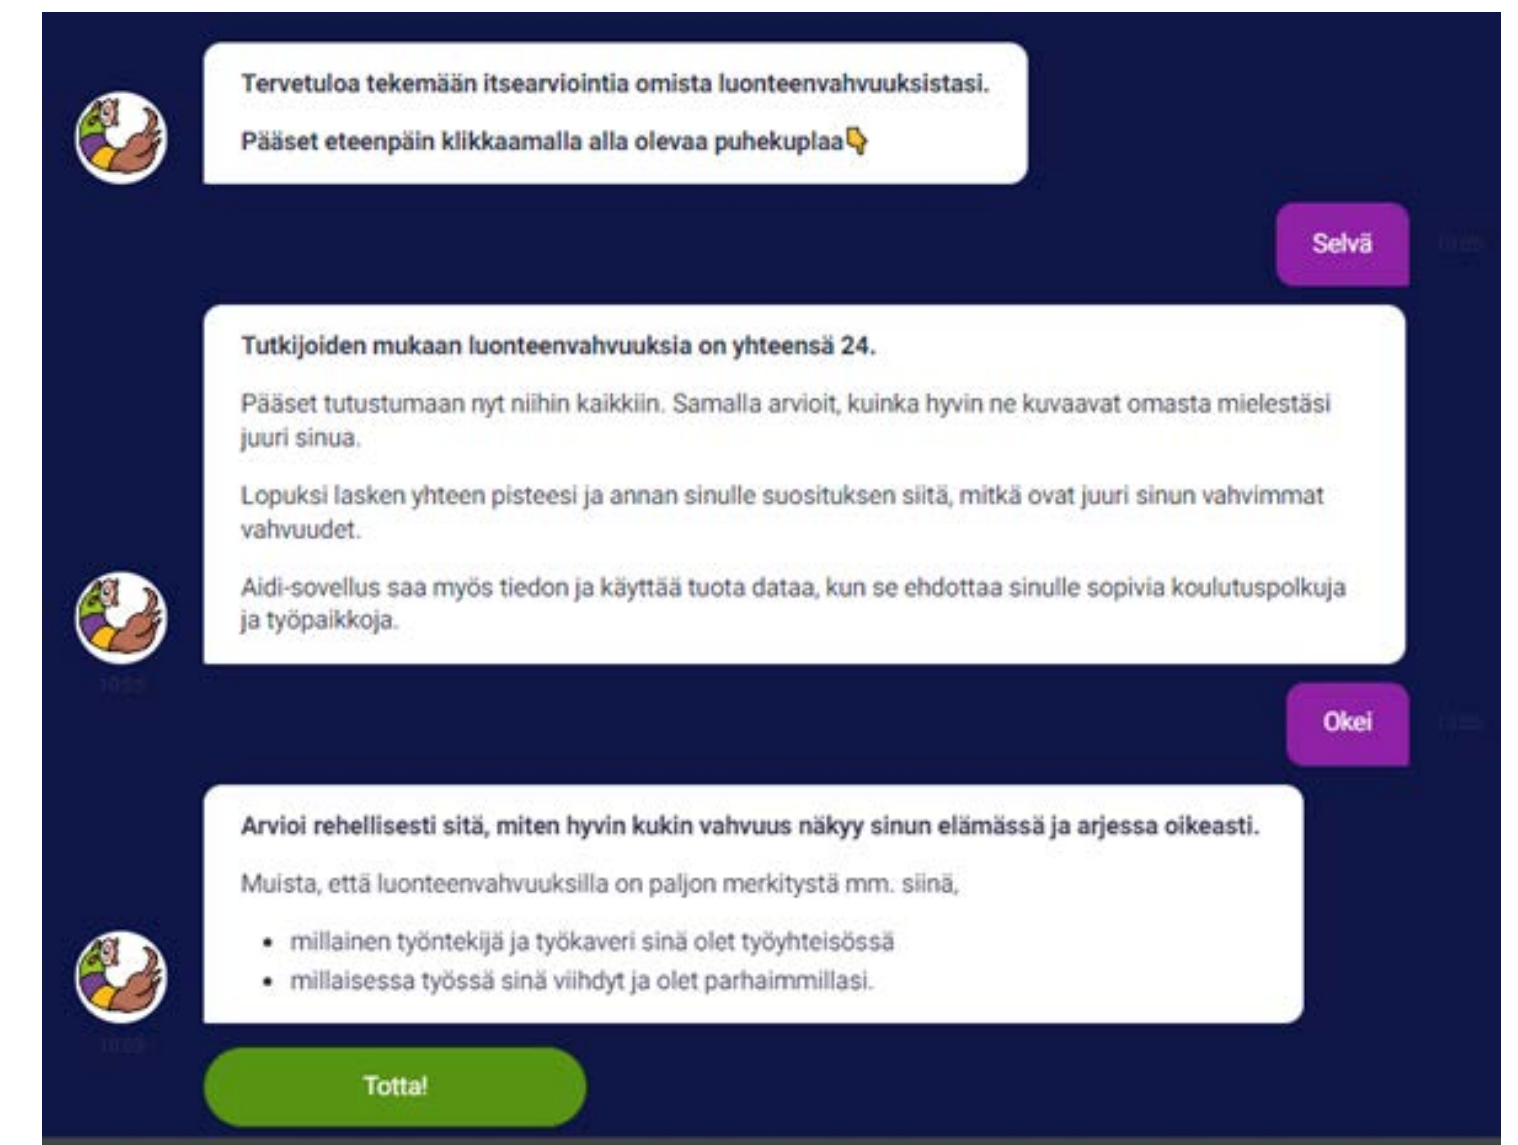 Tervetuloa tekemään itsearviointia omista luonteenvahvuuksistasi.
Pääset eteenpäin klikkaamalla alla olevaa puhekuplaa👇
Selvä
Tutkijoiden mukaan luonteenvahvuuksia on yhteensä 24.
Pääset tutustumaan nyt niihin kaikkiin. Samalla arvioit, kuinka hyvin ne kuvaavat omasta mielestäsi
juuri sinua.
Lopuksi lasken yhteen pisteesi ja annan sinulle suosituksen siitä, mitkä ovat juuri sinun vahvimmat
vahvuudet.
Aidi-sovellus saa myös tiedon ja käyttää tuota dataa, kun se ehdottaa sinulle sopivia koulutuspolkuja
ja työpaikkoja.
Okei
Arvioi rehellisesti sitä, miten hyvin kukin vahvuus näkyy sinun elämässä ja arjessa oikeasti.
Muista, että luonteenvahvuuksilla on paljon merkitystä mm. siinä,
• millainen työntekijä ja työkaveri sinä olet työyhteisössä
• millaisessa työssä sinä viihdyt ja olet parhaimmillasi.
Totta!